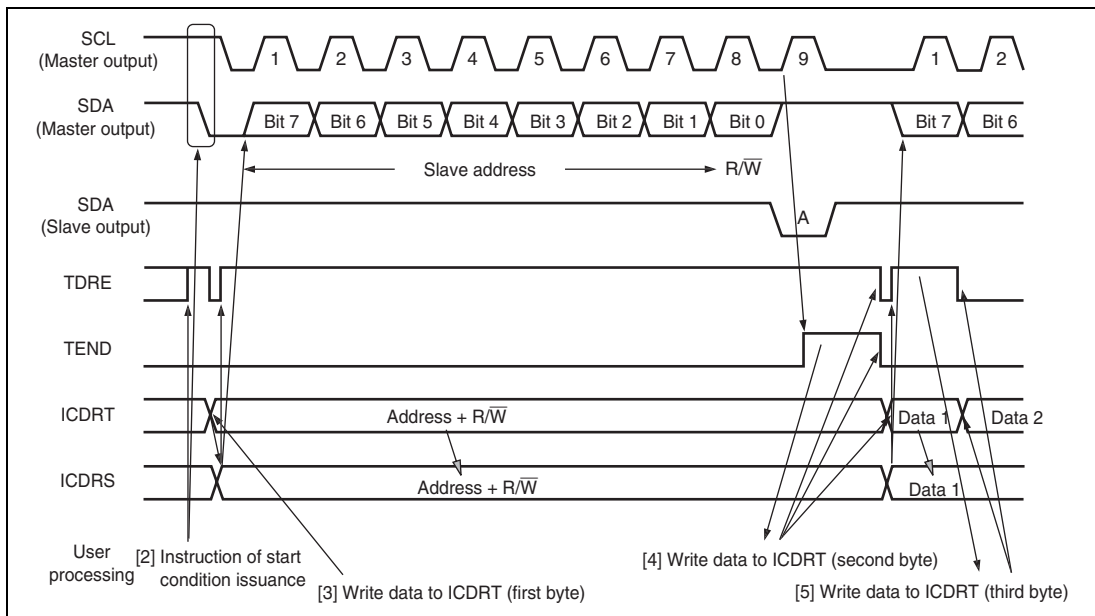 SCL
(Master output)
1 2 3 4 5 6 7 8 9 1 2
SDA
(Master output)
Bit 7 Bit 6 Bit 5 Bit 4 Bit 3 Bit 2 Bit 1 Bit 0 Bit 7 Bit 6
Slave address R/W̅
SDA
(Slave output)
A
TDRE
TEND
ICDRT
Address + R/W̅ Data 1 Data 2
ICDRS
Address + R/W̅ Data 1
User
processing
[2] Instruction of start
condition issuance
[3] Write data to ICDRT (first byte)
[4] Write data to ICDRT (second byte)
[5] Write data to ICDRT (third byte)